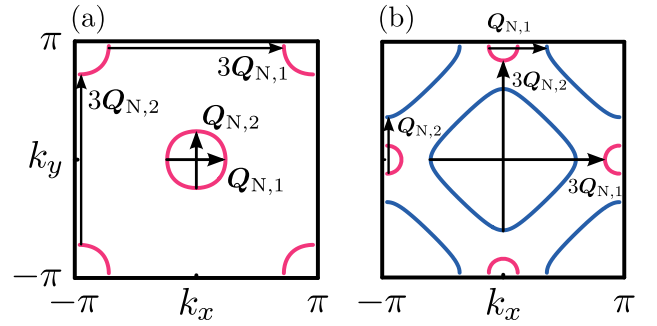 (a)
(b)
π
3Q_{N,1}
3Q_{N,2}
Q_{N,2}
Q_{N,1}
k_y
−π
−π
k_x
π
Q_{N,1}
3Q_{N,2}
Q_{N,2}
3Q_{N,1}
−π
k_x
π